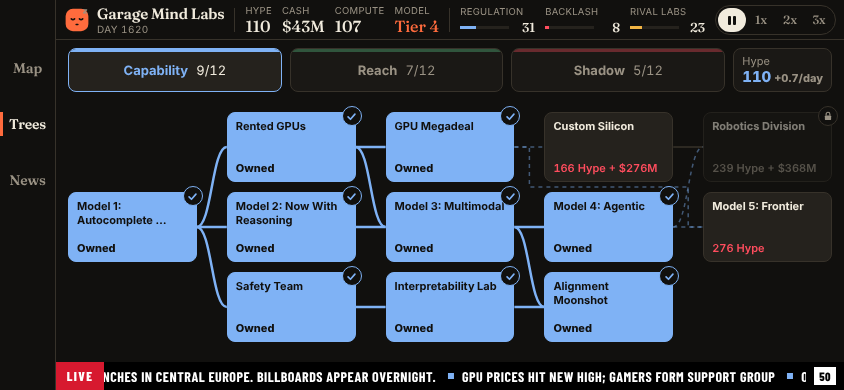 Garage Mind Labs
DAY 1620
HYPE
110
CASH
$43M
COMPUTE
107
MODEL
Tier 4
REGULATION
31
BACKLASH
8
RIVAL LABS
23
1x
2x
3x
Map
Trees
News
Capability 9/12
Reach 7/12
Shadow 5/12
Hype
110 +0.7/day
Rented GPUs
Owned
GPU Megadeal
Owned
Custom Silicon
166 Hype + $276M
Robotics Division
239 Hype + $368M
Model 1:
Autocomplete ...
Owned
Model 2: Now With
Reasoning
Owned
Model 3: Multimodal
Owned
Model 4: Agentic
Owned
Model 5: Frontier
276 Hype
Safety Team
Owned
Interpretability Lab
Owned
Alignment
Moonshot
Owned
LIVE
NCHES IN CENTRAL EUROPE. BILLBOARDS APPEAR OVERNIGHT. GPU PRICES HIT NEW HIGH; GAMERS FORM SUPPORT GROUP
50